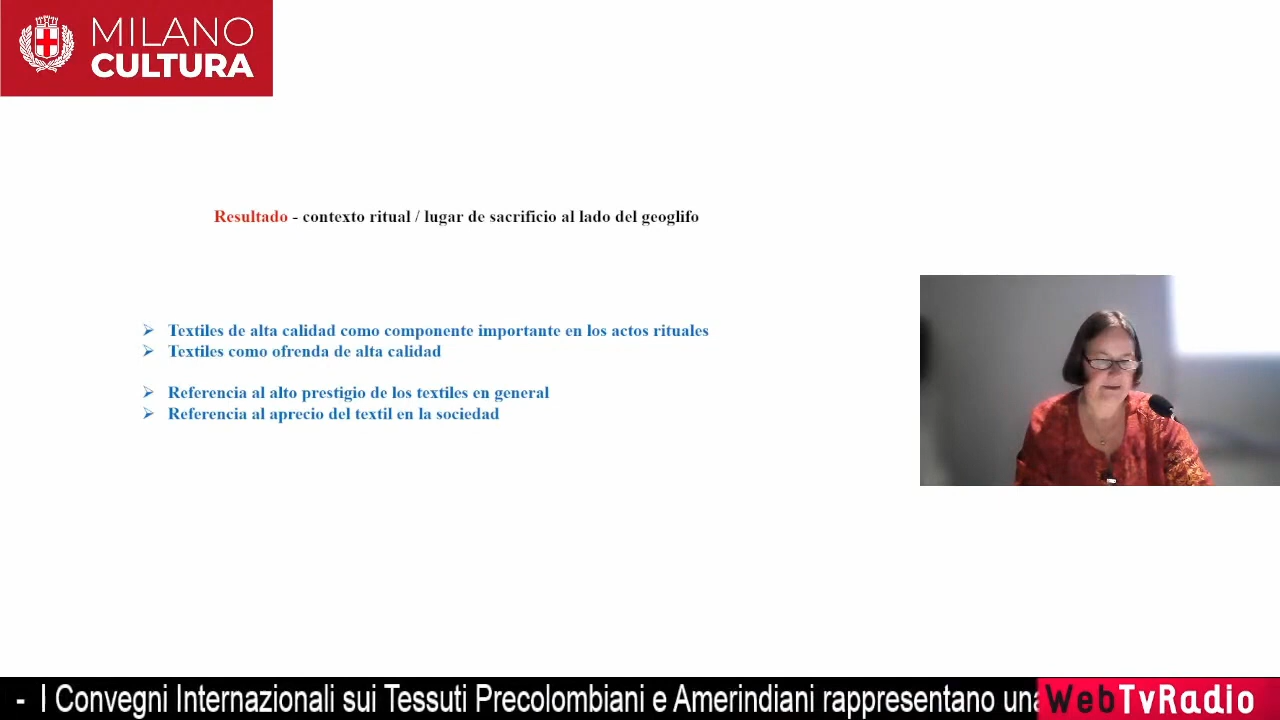 MILANO
CULTURA
Resultado - contexto ritual / lugar de sacrificio al lado del geoglifo
Textiles de alta calidad como componente importante en los actos rituales
Textiles como ofrenda de alta calidad
Referencia al alto prestigio de los textiles en general
Referencia al aprecio del textil en la sociedad
- I Convegni Internazionali sui Tessuti Precolombiani e Amerindiani rappresentano una
WebTvRadio